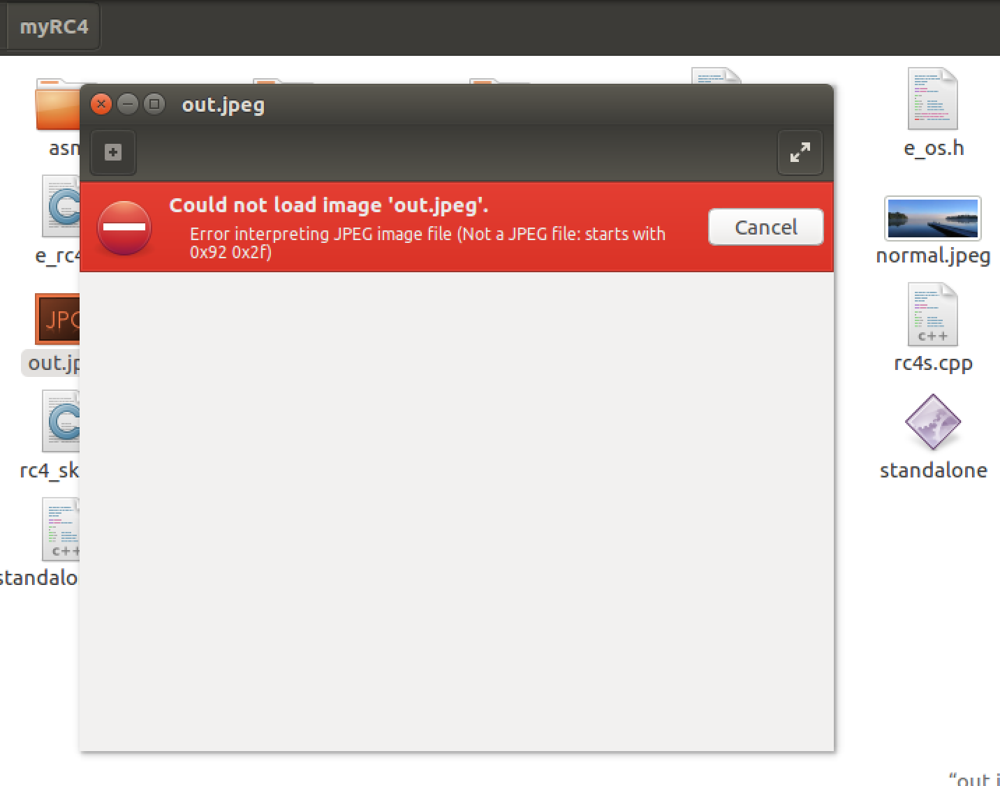 myRC4
out.jpeg
Could not load image 'out.jpeg'.
Error interpreting JPEG image file (Not a JPEG file: starts with
0x92 0x2f)
Cancel
asm
e_os.h
e_rc4
normal.jpeg
JPG
c++
out.jp
rc4s.cpp
rc4_sk
standalone
c++
standalo
“out